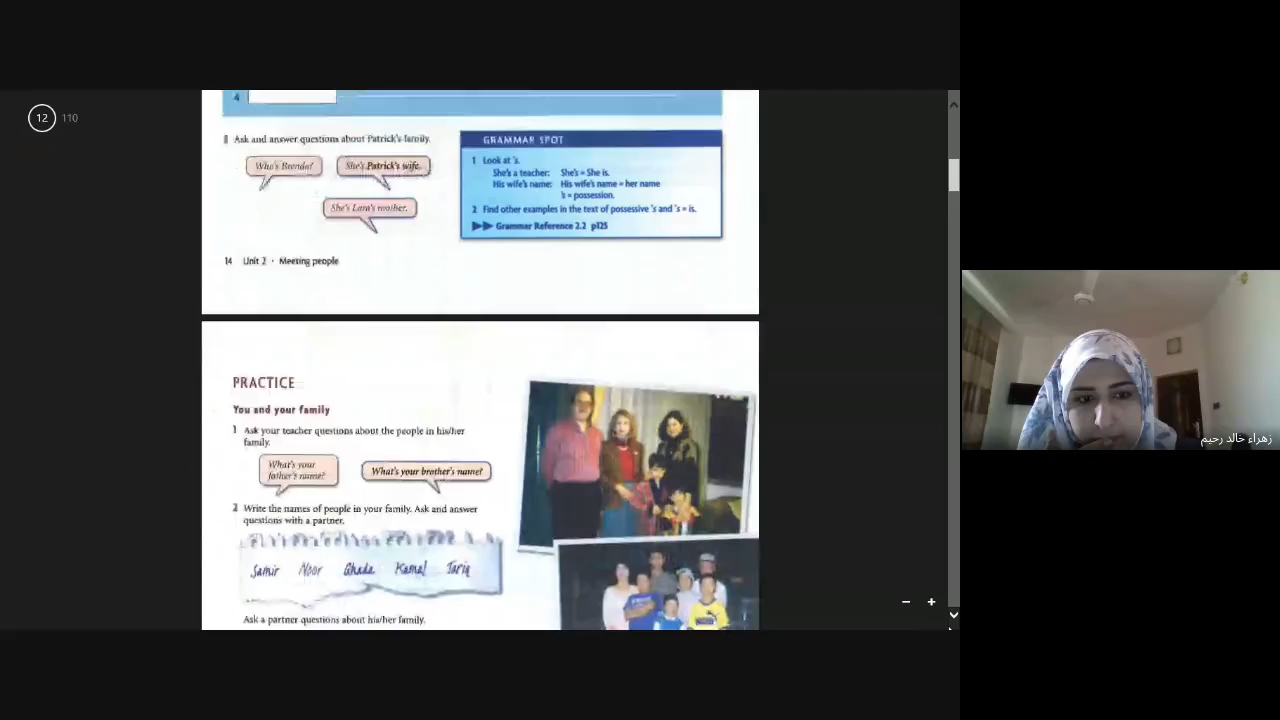 12 110
4
Ask and answer questions about Patrick's family.
Who's Brenda? She's Patrick's wife.
She's Lara's mother.
GRAMMAR SPOT
1 Look at 's.
She's a teacher: She's = She is.
His wife's name: His wife's name = her name
's = possession.
2 Find other examples in the text of possessive 's and 's = is.
▶▶ Grammar Reference 2.2 p125
14 Unit 2 · Meeting people
PRACTICE
You and your family
1 Ask your teacher questions about the people in his/her
family.
What's your
father's name?
What's your brother's name?
2 Write the names of people in your family. Ask and answer
questions with a partner.
Samir Noor Ghada Kamal Tariq
Ask a partner questions about his/her family.
زهراء خالد رحيم